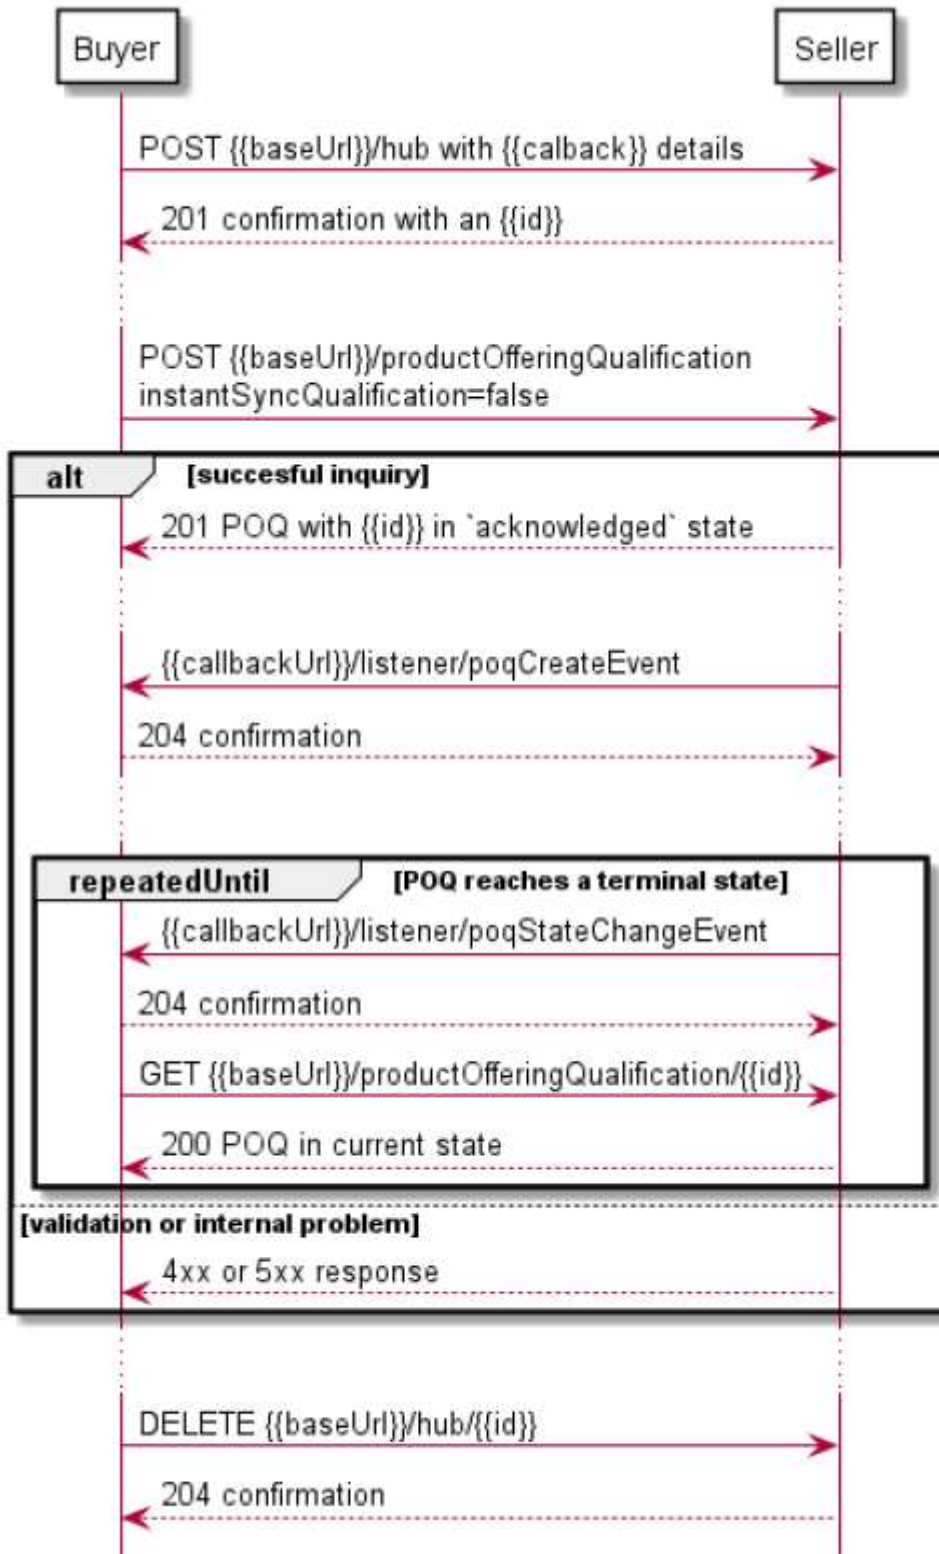 Buyer
Seller
POST {{baseUrl}}/hub with {{calback}} details
201 confirmation with an {{id}}
POST {{baseUrl}}/productOfferingQualification
instantSyncQualification=false
alt
[succesful inquiry]
201 POQ with {{id}} in `acknowledged` state
{{callbackUrl}}/listener/poqCreateEvent
204 confirmation
repeatedUntil
[POQ reaches a terminal state]
{{callbackUrl}}/listener/poqStateChangeEvent
204 confirmation
GET {{baseUrl}}/productOfferingQualification/{{id}}
200 POQ in current state
[validation or internal problem]
4xx or 5xx response
DELETE {{baseUrl}}/hub/{{id}}
204 confirmation